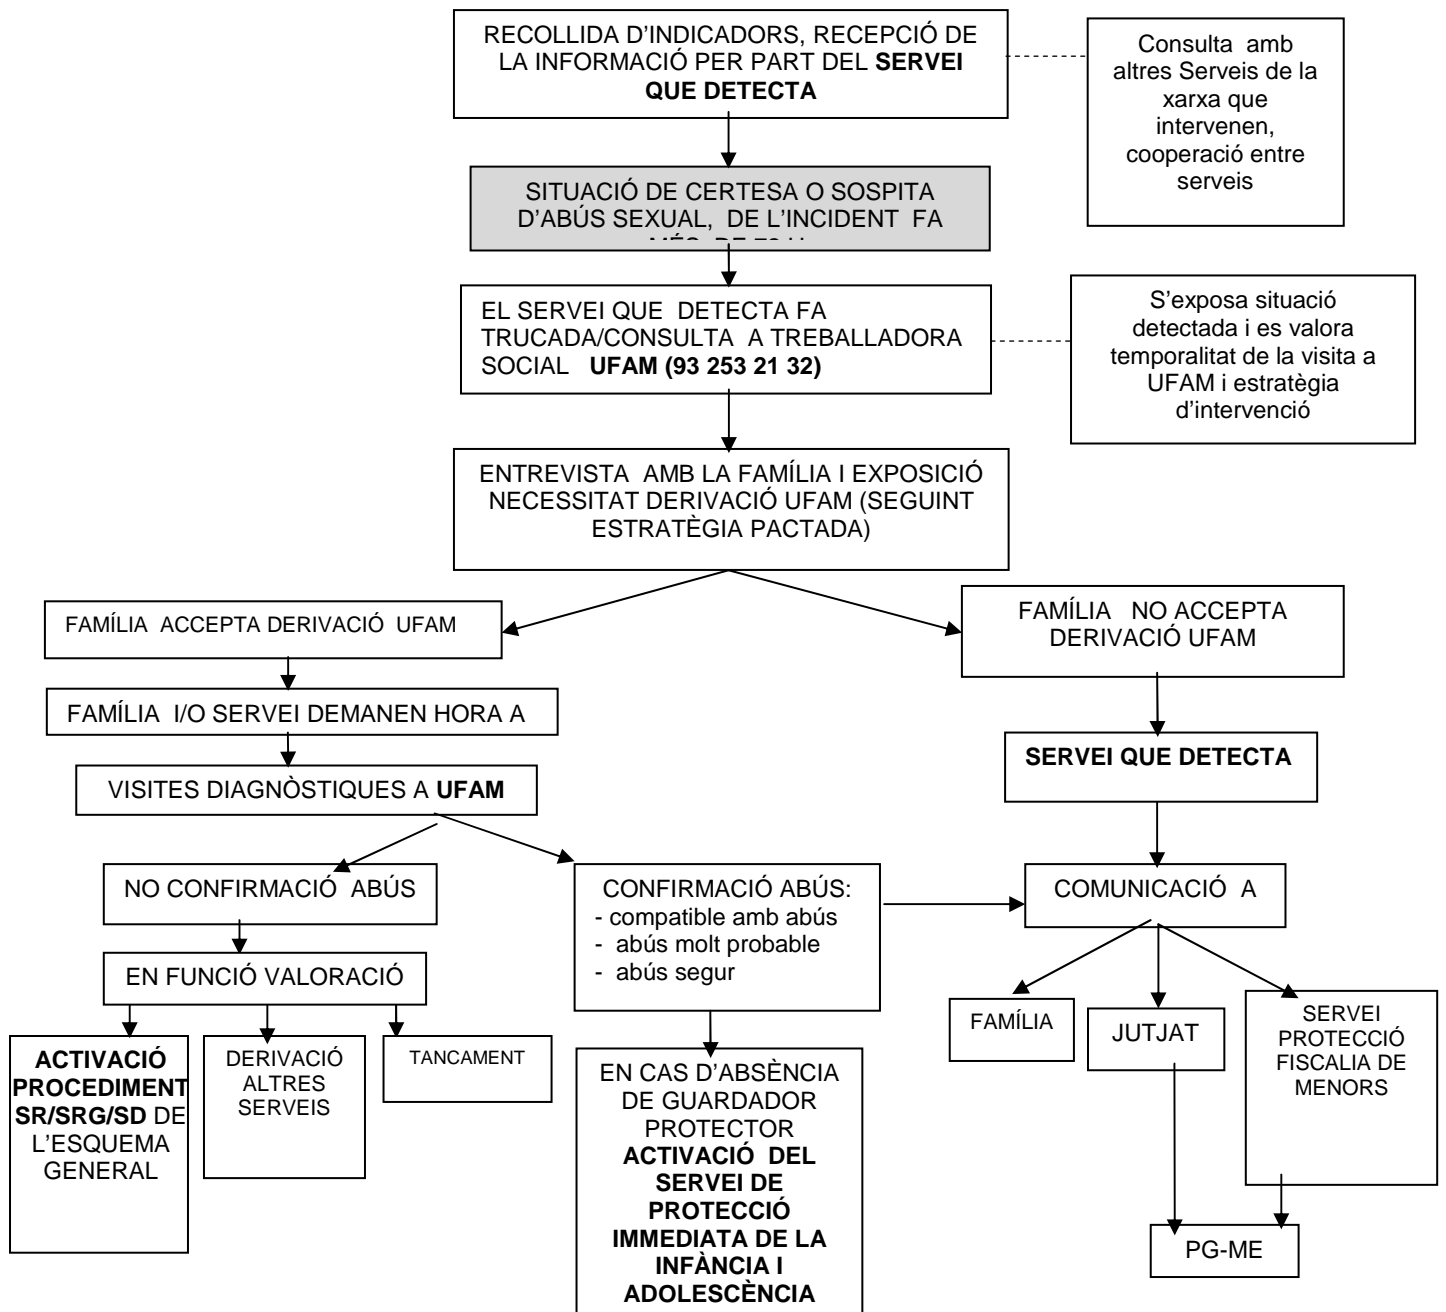 RECOLLIDA D'INDICADORS, RECEPCIÓ DE
LA INFORMACIÓ PER PART DEL SERVEI
QUE DETECTA
Consulta amb
altres Serveis de la
xarxa que
intervenen,
cooperació entre
serveis
SITUACIÓ DE CERTESA O SOSPITA
D'ABÚS SEXUAL, DE L'INCIDENT FA
MÉS DE 72 H
EL SERVEI QUE DETECTA FA
TRUCADA/CONSULTA A TREBALLADORA
SOCIAL UFAM (93 253 21 32)
S'exposa situació
detectada i es valora
temporalitat de la visita a
UFAM i estratègia
d'intervenció
ENTREVISTA AMB LA FAMÍLIA I EXPOSICIÓ
NECESSITAT DERIVACIÓ UFAM (SEGUINT
ESTRATÈGIA PACTADA)
FAMÍLIA ACCEPTA DERIVACIÓ UFAM
FAMÍLIA NO ACCEPTA
DERIVACIÓ UFAM
FAMÍLIA I/O SERVEI DEMANEN HORA A
SERVEI QUE DETECTA
VISITES DIAGNÒSTIQUES A UFAM
NO CONFIRMACIÓ ABÚS
CONFIRMACIÓ ABÚS:
- compatible amb abús
- abús molt probable
- abús segur
COMUNICACIÓ A
EN FUNCIÓ VALORACIÓ
ACTIVACIÓ
PROCEDIMENT
SR/SRG/SD DE
L'ESQUEMA
GENERAL
DERIVACIÓ
ALTRES
SERVEIS
TANCAMENT
EN CAS D'ABSÈNCIA
DE GUARDADOR
PROTECTOR
ACTIVACIÓ DEL
SERVEI DE
PROTECCIÓ
IMMEDIATA DE LA
INFÀNCIA I
ADOLESCÈNCIA
FAMÍLIA
JUTJAT
SERVEI
PROTECCIÓ
FISCALIA DE
MENORS
PG-ME